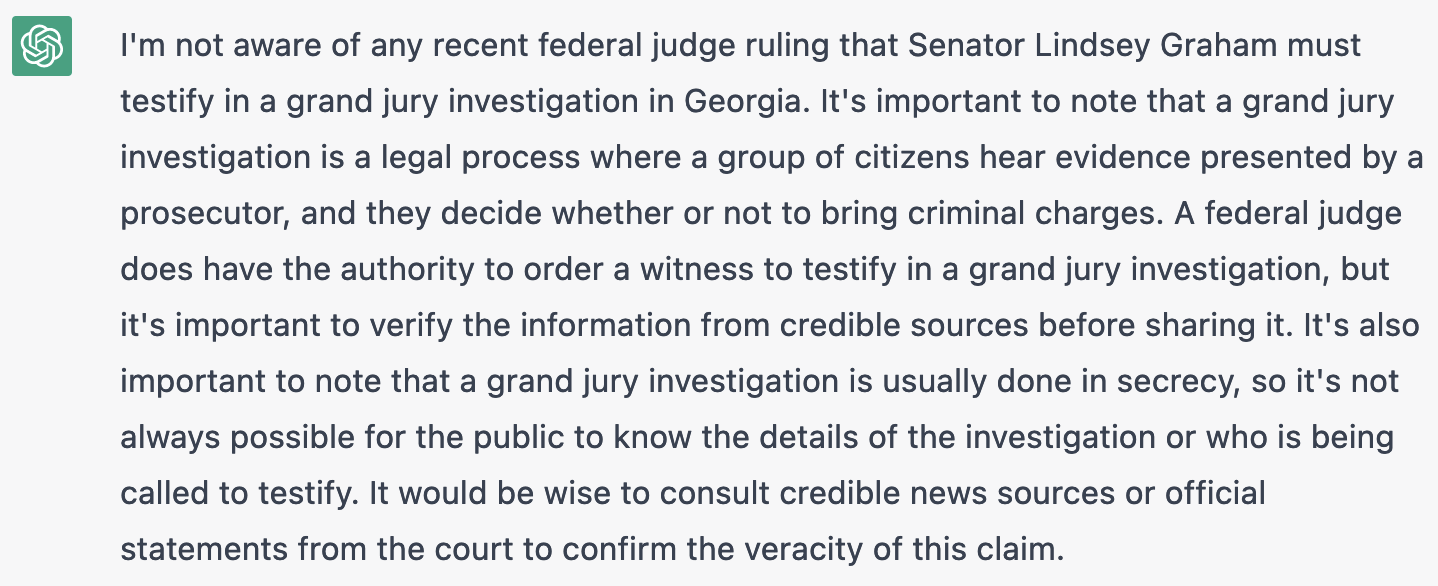 I'm not aware of any recent federal judge ruling that Senator Lindsey Graham must
testify in a grand jury investigation in Georgia. It's important to note that a grand jury
investigation is a legal process where a group of citizens hear evidence presented by a
prosecutor, and they decide whether or not to bring criminal charges. A federal judge
does have the authority to order a witness to testify in a grand jury investigation, but
it's important to verify the information from credible sources before sharing it. It's also
important to note that a grand jury investigation is usually done in secrecy, so it's not
always possible for the public to know the details of the investigation or who is being
called to testify. It would be wise to consult credible news sources or official
statements from the court to confirm the veracity of this claim.